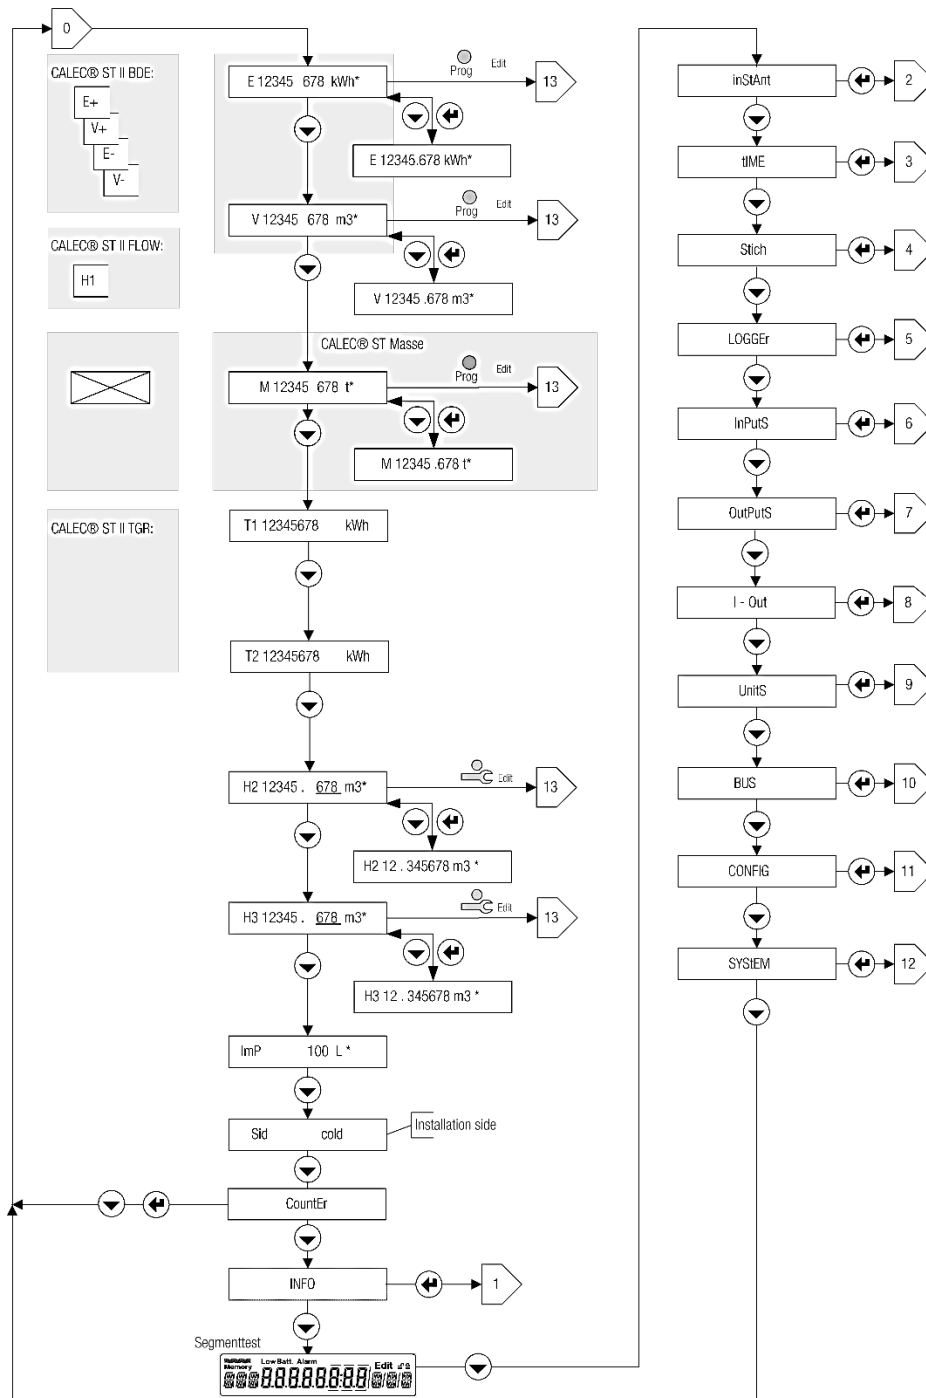 0
CALEC® ST II BDE:
E+
V+
E-
V-
E 12345 678 kWh*
Prog
Edit
13
E 12345.678 kWh*
V 12345 678 m3*
Prog
Edit
13
V 12345 .678 m3*
CALEC® ST II FLOW:
H1
CALEC® ST Masse
M 12345 678 t*
Prog
Edit
13
M 12345 .678 t*
CALEC® ST II TGR:
T1 12345678 kWh
T2 12345678 kWh
H2 12345 . 678 m3*
Edit
13
H2 12 . 345678 m3 *
H3 12345 . 678 m3*
Edit
13
H3 12 . 345678 m3 *
ImP 100 L *
Sid cold
Installation side
CountEr
INFO
1
Segmenttest
Memory
Low Batt. Alarm
Edit
inStAnt
2
tIME
3
Stich
4
LOGGEr
5
InPutS
6
OutPutS
7
I - Out
8
UnitS
9
BUS
10
CONFIG
11
SYStEM
12